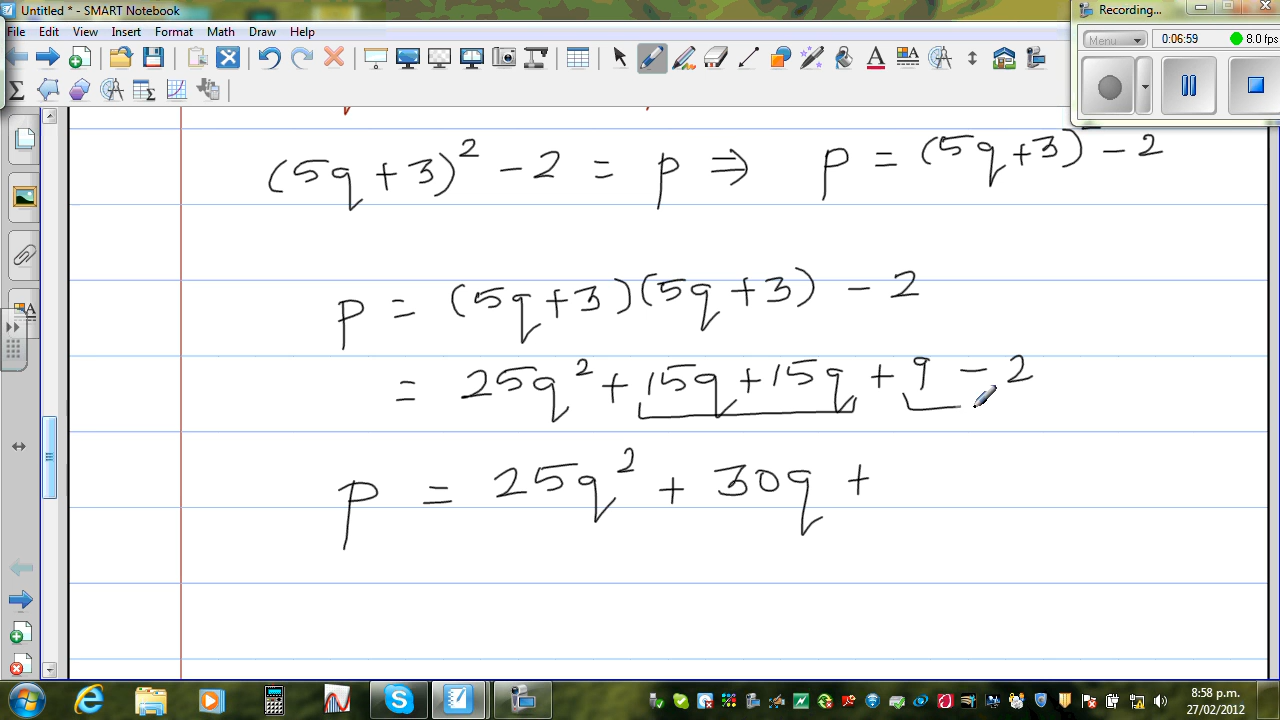 Untitled * - SMART Notebook
Recording...
File Edit View Insert Format Math Draw Help
Menu
0:06:59
8.0 fps
(5q+3)² - 2 = p ⇒ p = (5q+3)² - 2
p = (5q+3)(5q+3) - 2
= 25q² + 15q + 15q + 9 - 2
p = 25q² + 30q +
8:58 p.m.
27/02/2012